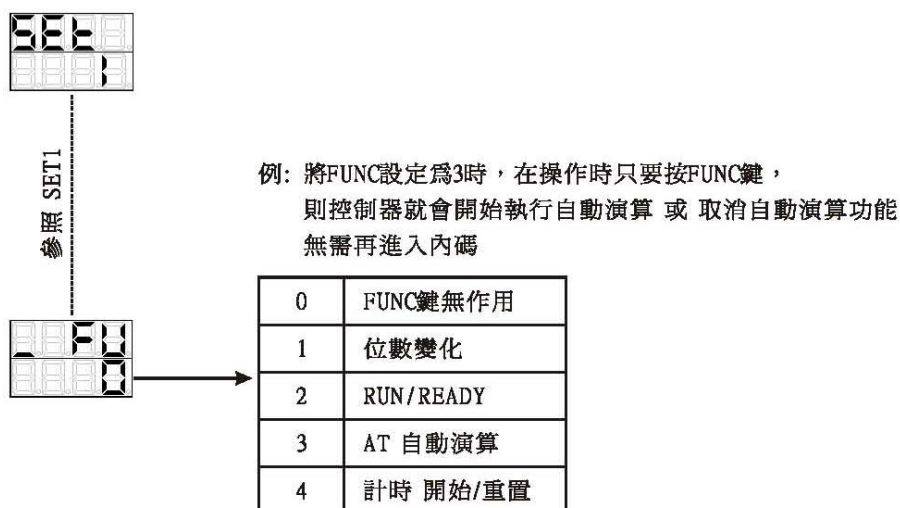 SEt
1
參照 SET1
例: 將FUNC設定爲3時，在操作時只要按FUNC鍵，
則控制器就會開始執行自動演算 或 取消自動演算功能
無需再進入內碼
_ FU
0
0 FUNC鍵無作用
1 位數變化
2 RUN/READY
3 AT 自動演算
4 計時 開始/重置